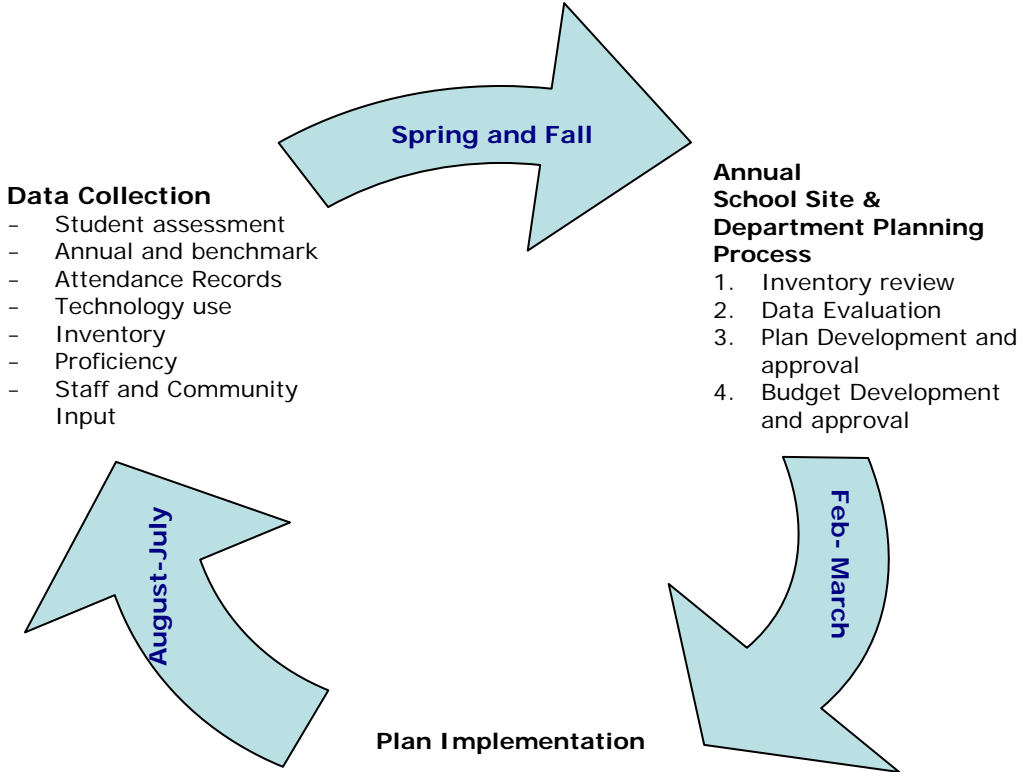 Spring and Fall
Data Collection
– Student assessment
– Annual and benchmark
– Attendance Records
– Technology use
– Inventory
– Proficiency
– Staff and Community
Input
Annual
School Site &
Department Planning
Process
1. Inventory review
2. Data Evaluation
3. Plan Development and
approval
4. Budget Development
and approval
Feb- March
Plan Implementation
August-July